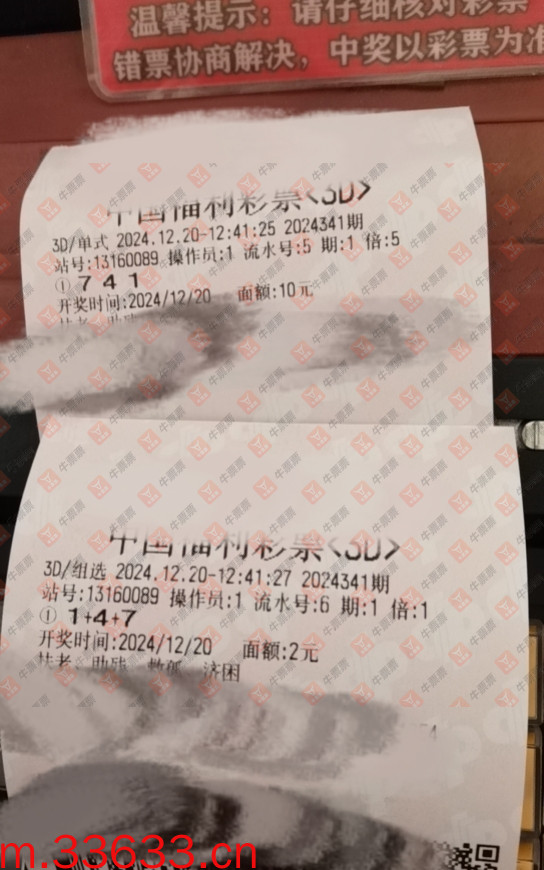 温馨提示：请仔细核对彩票
错票协商解决，中奖以彩票为准
中国福利彩票<3D>
3D/单式 2024.12.20-12:41:25 2024341期
站号:13160089 操作员:1 流水号:5 期:1 倍:5
① 7 4 1
开奖时间:2024/12/20 面额:10元
中国福利彩票<3D>
3D/组选 2024.12.20-12:41:27 2024341期
站号:13160089 操作员:1 流水号:6 期:1 倍:1
① 1+4+7
开奖时间:2024/12/20 面额:2元
扶老 助残 救孤 济困
m.33633.cn
牛票票